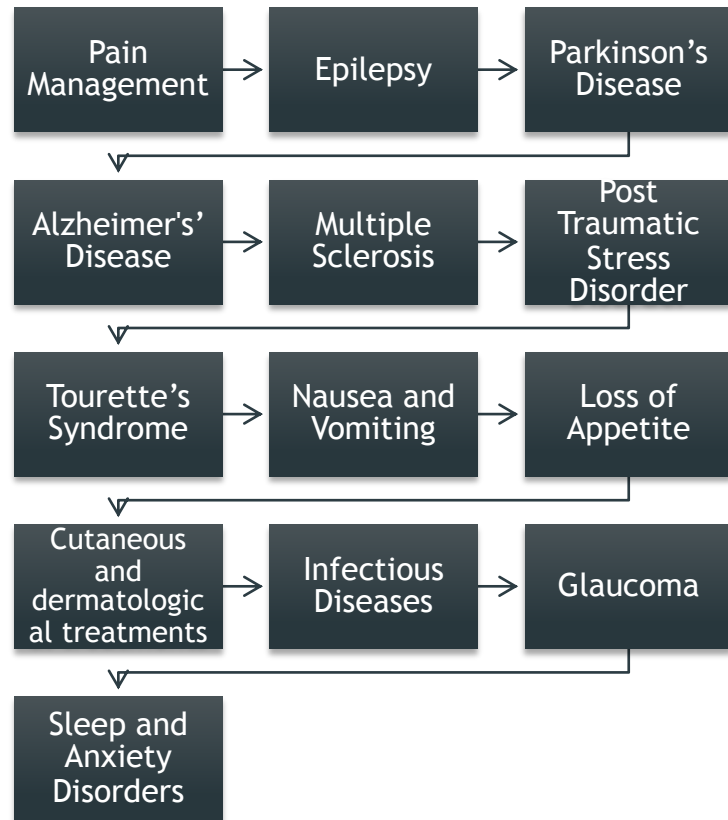 Pain
Management
Epilepsy
Parkinson’s
Disease
Alzheimer's’
Disease
Multiple
Sclerosis
Post
Traumatic
Stress
Disorder
Tourette’s
Syndrome
Nausea and
Vomiting
Loss of
Appetite
Cutaneous
and
dermatologic
al treatments
Infectious
Diseases
Glaucoma
Sleep and
Anxiety
Disorders